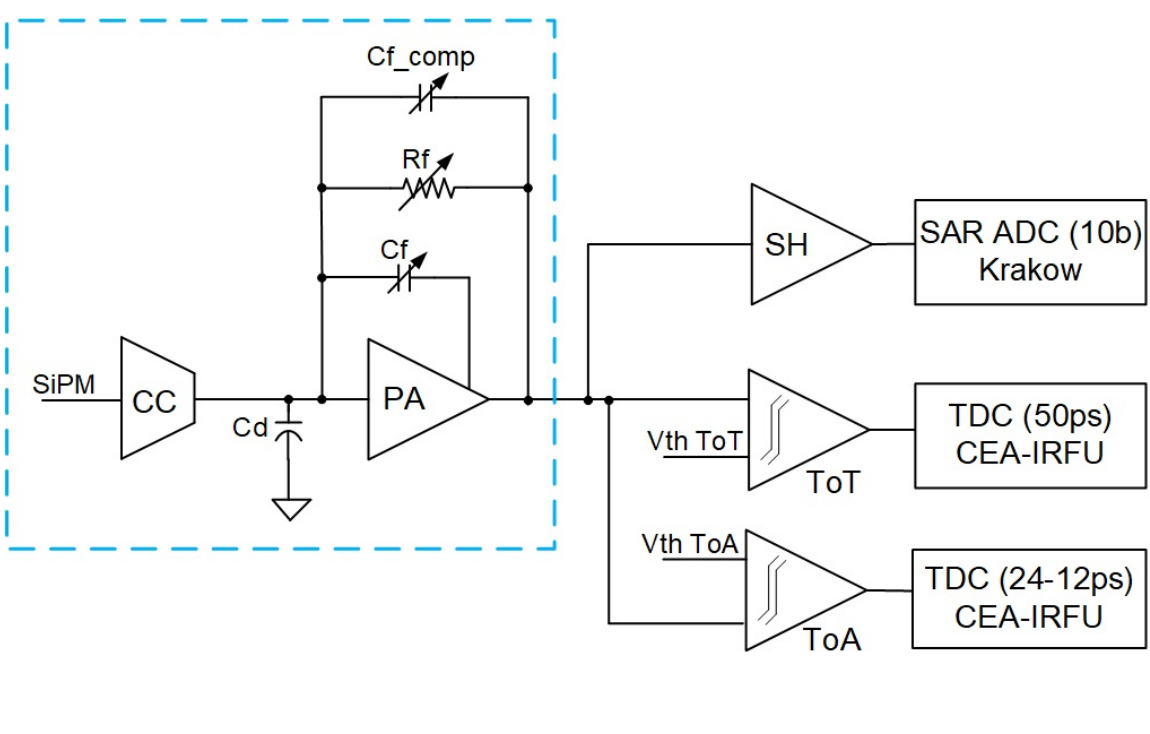 Cf_comp
Rf
Cf
SiPM
CC
Cd
PA
SH
SAR ADC (10b)
Krakow
Vth ToT
ToT
TDC (50ps)
CEA-IRFU
Vth ToA
ToA
TDC (24-12ps)
CEA-IRFU